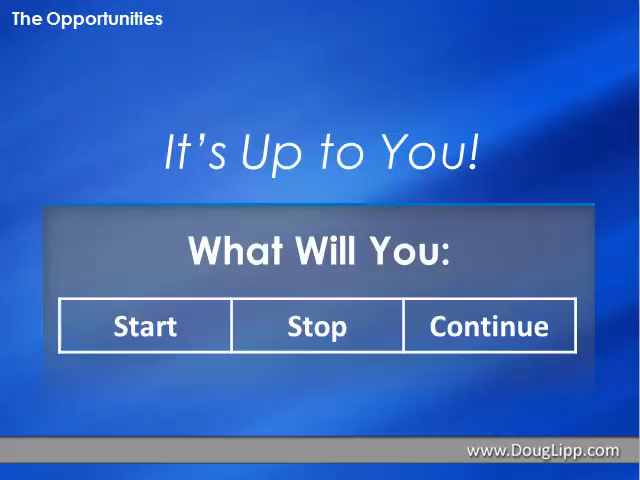 The Opportunities
It's Up to You!
What Will You:
Start Stop Continue
www.DougLipp.com